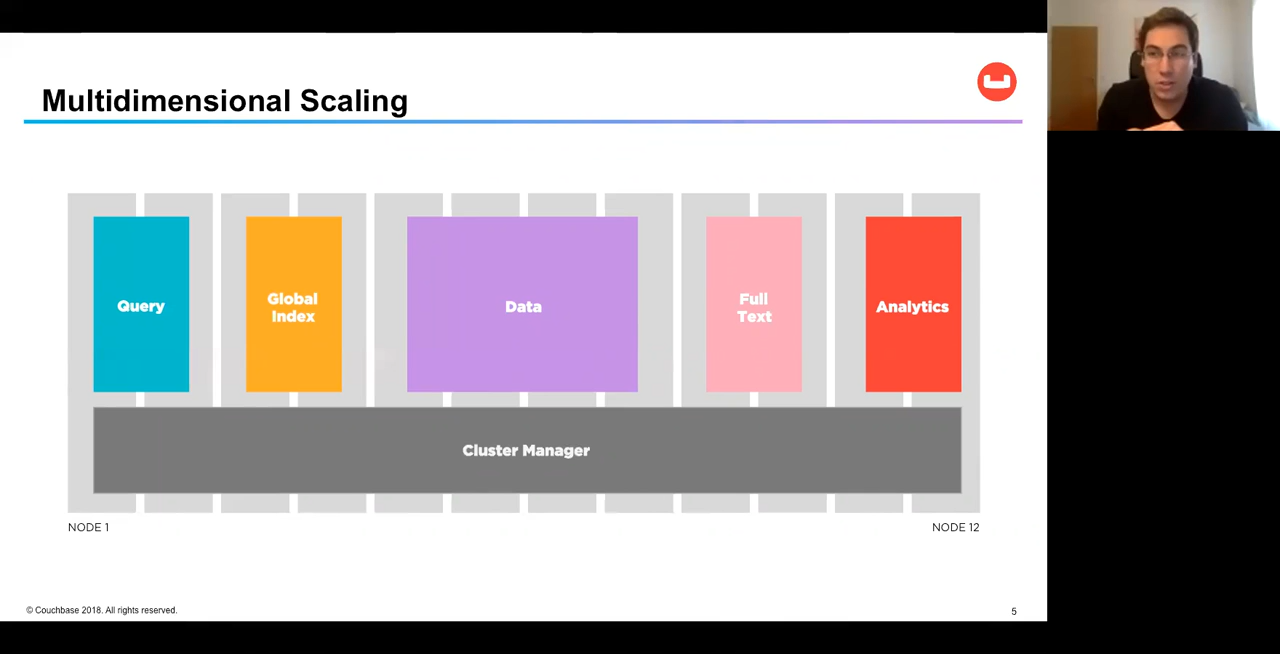 Multidimensional Scaling
Query
Global
Index
Data
Full
Text
Analytics
Cluster Manager
NODE 1
NODE 12
© Couchbase 2018. All rights reserved.
5